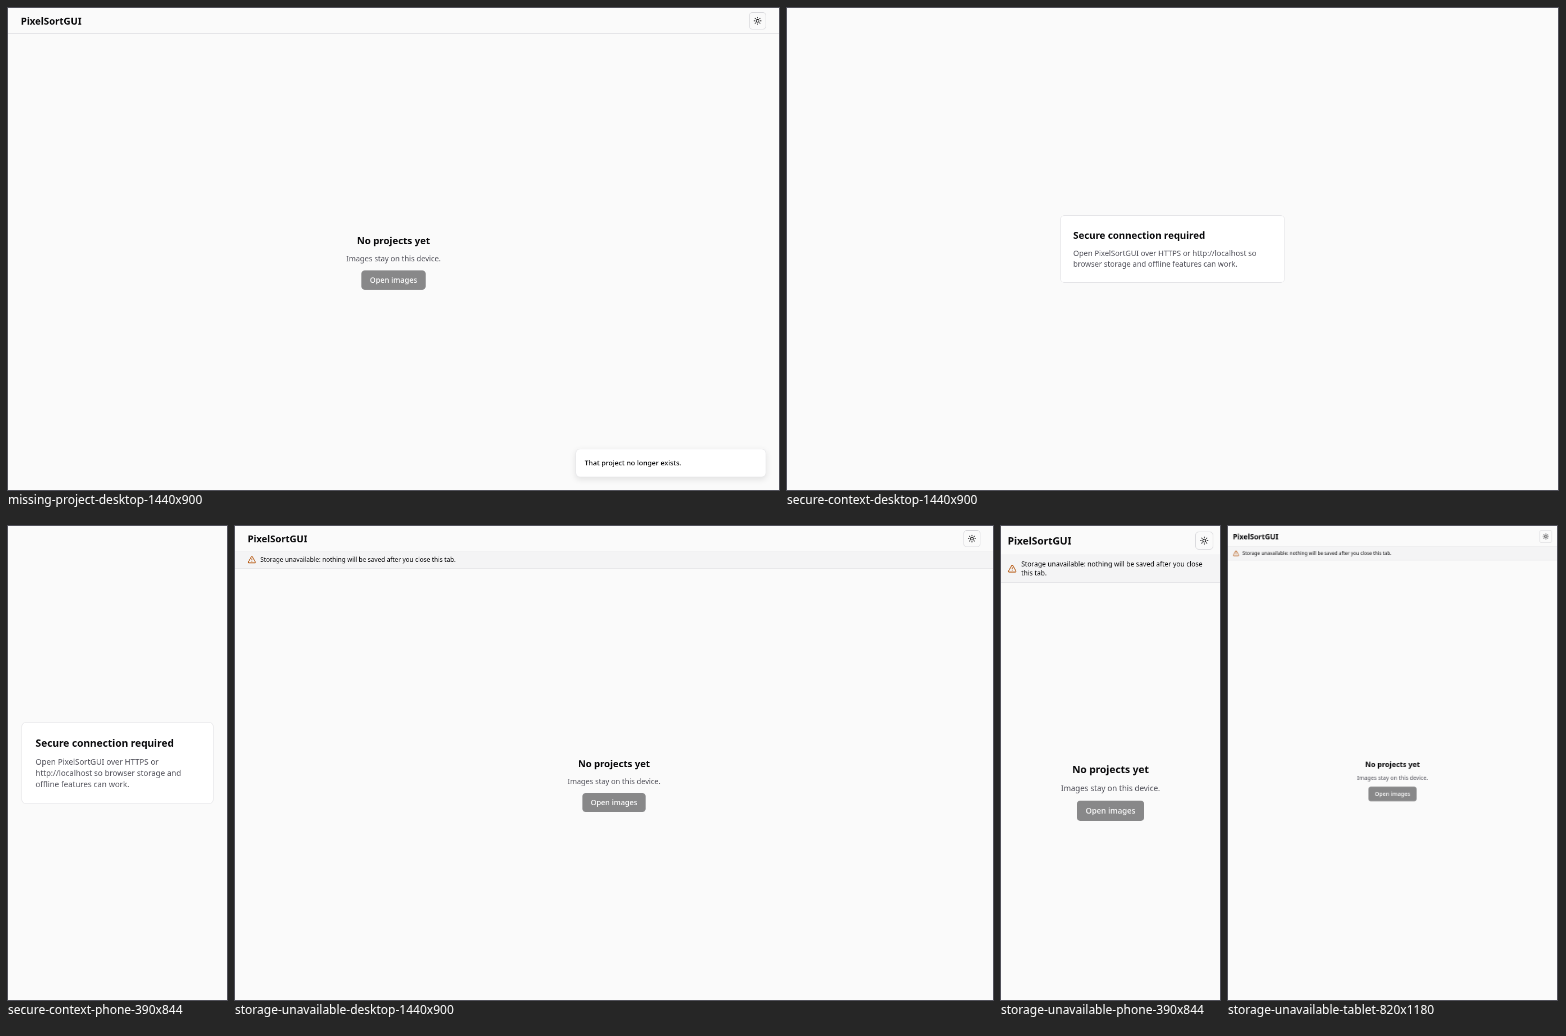 PixelSortGUI
No projects yet
Images stay on this device.
Open images
That project no longer exists.
missing-project-desktop-1440x900
Secure connection required
Open PixelSortGUI over HTTPS or http://localhost so
browser storage and offline features can work.
secure-context-desktop-1440x900
Secure connection required
Open PixelSortGUI over HTTPS or
http://localhost so browser storage and
offline features can work.
secure-context-phone-390x844
PixelSortGUI
Storage unavailable: nothing will be saved after you close this tab.
No projects yet
Images stay on this device.
Open images
storage-unavailable-desktop-1440x900
PixelSortGUI
Storage unavailable: nothing will be saved after you close
this tab.
No projects yet
Images stay on this device.
Open images
storage-unavailable-phone-390x844
PixelSortGUI
Storage unavailable: nothing will be saved after you close this tab.
No projects yet
Images stay on this device.
Open images
storage-unavailable-tablet-820x1180